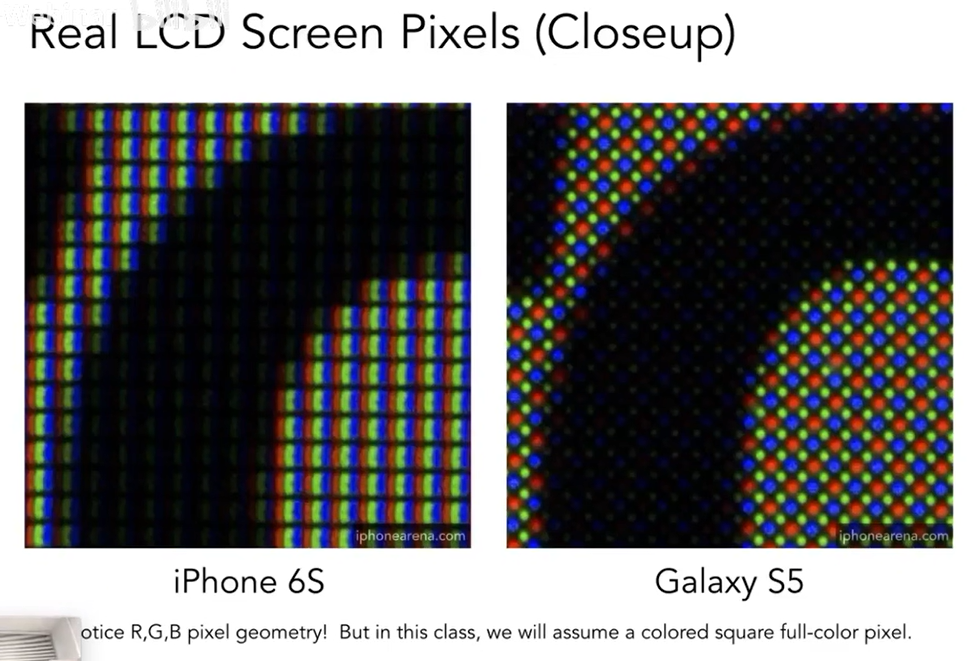 Real LCD Screen Pixels (Closeup)
iphonearena.com
iphonearena.com
iPhone 6S
Galaxy S5
R,G,B pixel geometry! But in this class, we will assume a colored square full-color pixel.